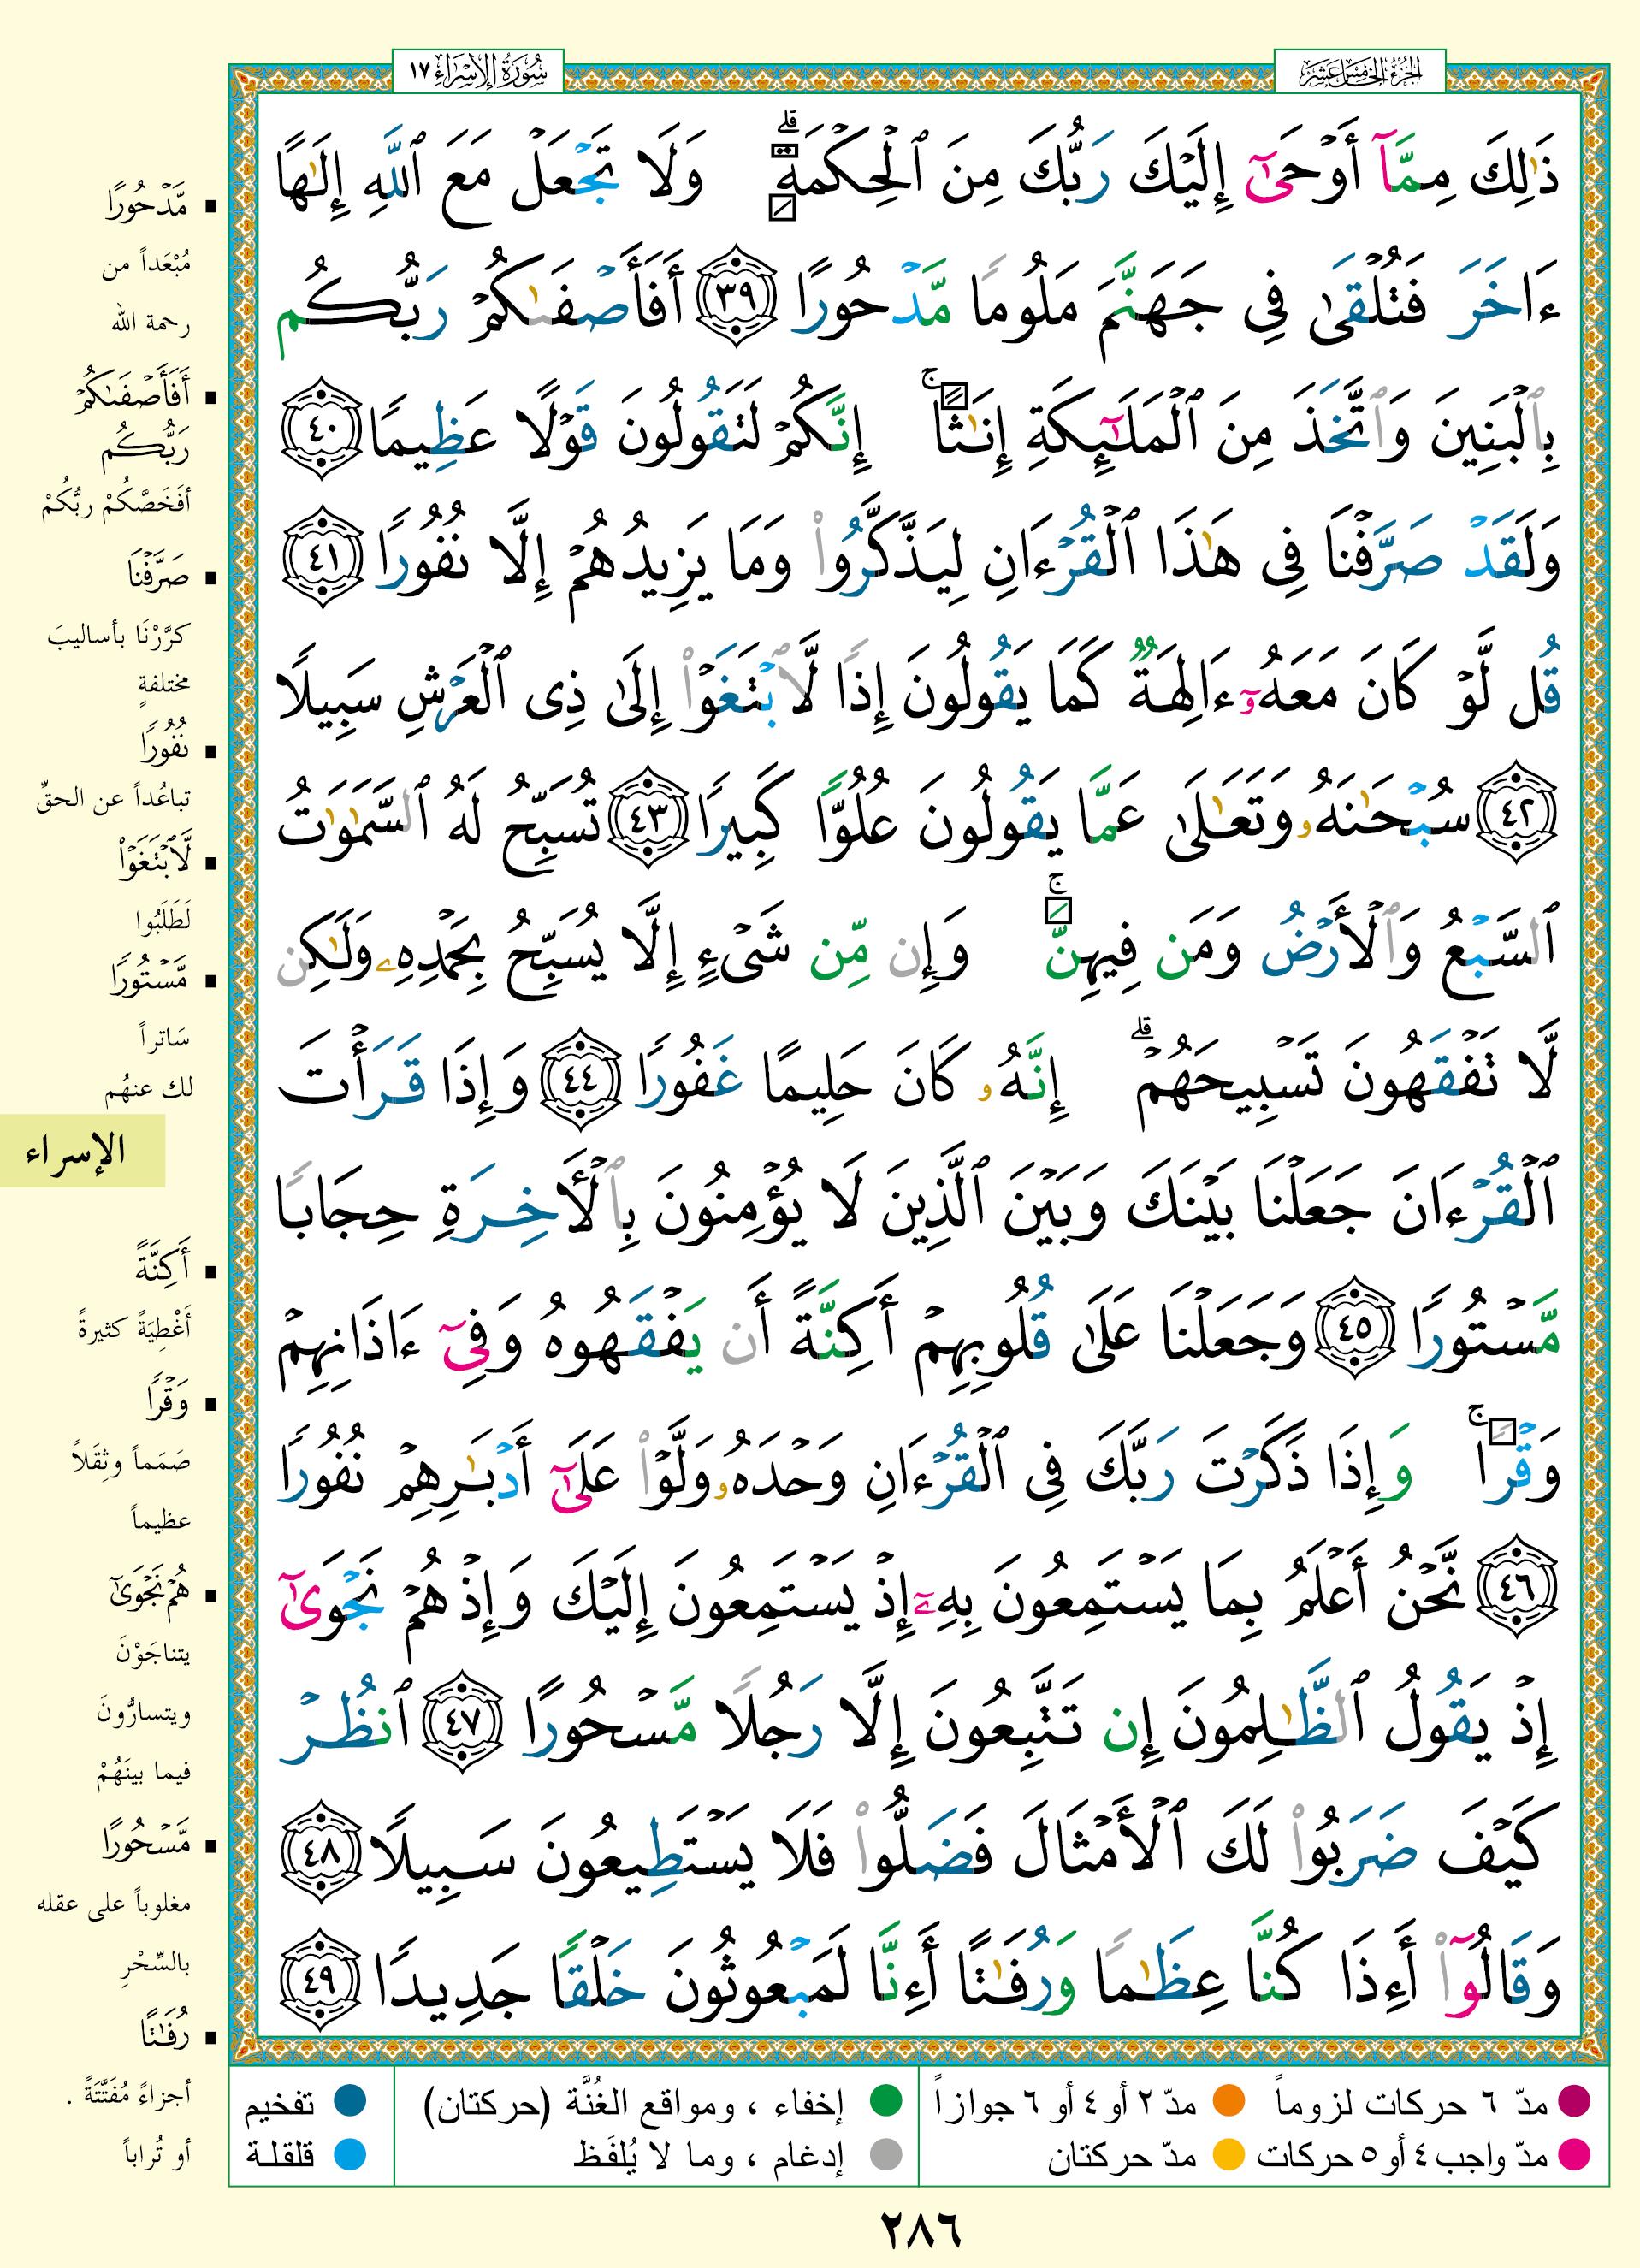 الجزء الخامس عشر
سورة الإسراء ١٧
ذَٰلِكَ مِمَّآ أَوْحَىٰٓ إِلَيْكَ رَبُّكَ مِنَ ٱلْحِكْمَةِ ۗ وَلَا تَجْعَلْ مَعَ ٱللَّهِ إِلَٰهًا
ءَاخَرَ فَتُلْقَىٰ فِى جَهَنَّمَ مَلُومًا مَّدْحُورًا ٣٩ أَفَأَصْفَىٰكُمْ رَبُّكُم
بِٱلْبَنِينَ وَٱتَّخَذَ مِنَ ٱلْمَلَٰٓئِكَةِ إِنَٰثًا ۚ إِنَّكُمْ لَتَقُولُونَ قَوْلًا عَظِيمًا ٤٠
وَلَقَدْ صَرَّفْنَا فِى هَٰذَا ٱلْقُرْءَانِ لِيَذَّكَّرُوا۟ وَمَا يَزِيدُهُمْ إِلَّا نُفُورًا ٤١
قُل لَّوْ كَانَ مَعَهُۥٓ ءَالِهَةٌ كَمَا يَقُولُونَ إِذًا لَّٱبْتَغَوْا۟ إِلَىٰ ذِى ٱلْعَرْشِ سَبِيلًا
٤٢ سُبْحَٰنَهُۥ وَتَعَٰلَىٰ عَمَّا يَقُولُونَ عُلُوًّا كَبِيرًا ٤٣ تُسَبِّحُ لَهُ ٱلسَّمَٰوَٰتُ
ٱلسَّبْعُ وَٱلْأَرْضُ وَمَن فِيهِنَّ ۚ وَإِن مِّن شَىْءٍ إِلَّا يُسَبِّحُ بِحَمْدِهِۦ وَلَٰكِن
لَّا تَفْقَهُونَ تَسْبِيحَهُمْ ۗ إِنَّهُۥ كَانَ حَلِيمًا غَفُورًا ٤٤ وَإِذَا قَرَأْتَ
ٱلْقُرْءَانَ جَعَلْنَا بَيْنَكَ وَبَيْنَ ٱلَّذِينَ لَا يُؤْمِنُونَ بِٱلْأَخِرَةِ حِجَابًا
مَّسْتُورًا ٤٥ وَجَعَلْنَا عَلَىٰ قُلُوبِهِمْ أَكِنَّةً أَن يَفْقَهُوهُ وَفِىٓ ءَاذَانِهِمْ
وَقْرًا ۚ وَإِذَا ذَكَرْتَ رَبَّكَ فِى ٱلْقُرْءَانِ وَحْدَهُۥ وَلَّوْا۟ عَلَىٰٓ أَدْبَٰرِهِمْ نُفُورًا
٤٦ نَّحْنُ أَعْلَمُ بِمَا يَسْتَمِعُونَ بِهِۦٓ إِذْ يَسْتَمِعُونَ إِلَيْكَ وَإِذْ هُمْ نَجْوَىٰٓ
إِذْ يَقُولُ ٱلظَّٰلِمُونَ إِن تَتَّبِعُونَ إِلَّا رَجُلًا مَّسْحُورًا ٤٧ ٱنظُرْ
كَيْفَ ضَرَبُوا۟ لَكَ ٱلْأَمْثَالَ فَضَلُّوا۟ فَلَا يَسْتَطِيعُونَ سَبِيلًا ٤٨
وَقَالُوٓا۟ أَءِذَا كُنَّا عِظَٰمًا وَرُفَٰتًا أَءِنَّا لَمَبْعُوثُونَ خَلْقًا جَدِيدًا ٤٩
مَّدْحُورًا
مُبْعَداً من
رحمة الله
أَفَأَصْفَىٰكُمْ
رَبُّكُم
أفَخَصَّكُمْ ربُّكُمْ
صَرَّفْنَا
كرَّرْنَا بأساليبَ
مختلفةٍ
نُفُورًا
تباعُداً عن الحقِّ
لَّٱبْتَغَوْا۟
لَطَلَبُوا
مَّسْتُورًا
سَاتراً
لك عنهُم
الإسراء
أَكِنَّةً
أَغْطِيَةً كثيرةً
وَقْرًا
صَمَماً وثِقَلاً
عظيماً
هُمْ نَجْوَىٰٓ
يتناجَوْنَ
ويتسارُّونَ
فيما بينَهُمْ
مَّسْحُورًا
مغلوباً على عقله
بالسِّحْرِ
رُفَٰتًا
أجزاءً مُفَتَّتَةً .
أو تُراباً
مدّ ٦ حركات لزوماً مدّ ٢ أو ٤ أو ٦ جوازاً إخفاء ، ومواقع الغُنَّة (حركتان) تفخيم
مدّ واجب ٤ أو ٥ حركات مدّ حركتان إدغام ، وما لا يُلفَظ قلقلة
٢٨٦